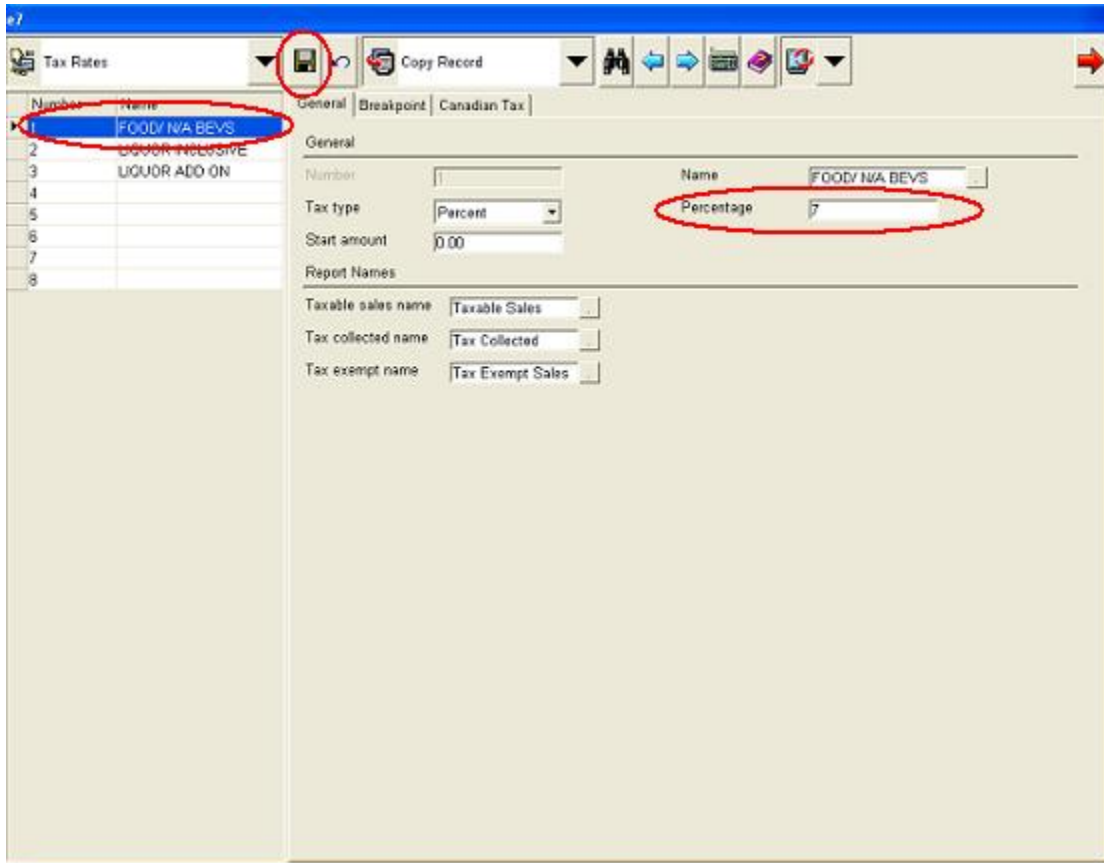 e7
Tax Rates
Copy Record
Number Name
1 FOOD/ N/A BEVS
2 LIQUOR INCLUSIVE
3 LIQUOR ADD ON
4
5
6
7
8
General Breakpoint Canadian Tax
General
Number 1 Name FOOD/ N/A BEVS
Tax type Percent Percentage 7
Start amount 0.00
Report Names
Taxable sales name Taxable Sales
Tax collected name Tax Collected
Tax exempt name Tax Exempt Sales